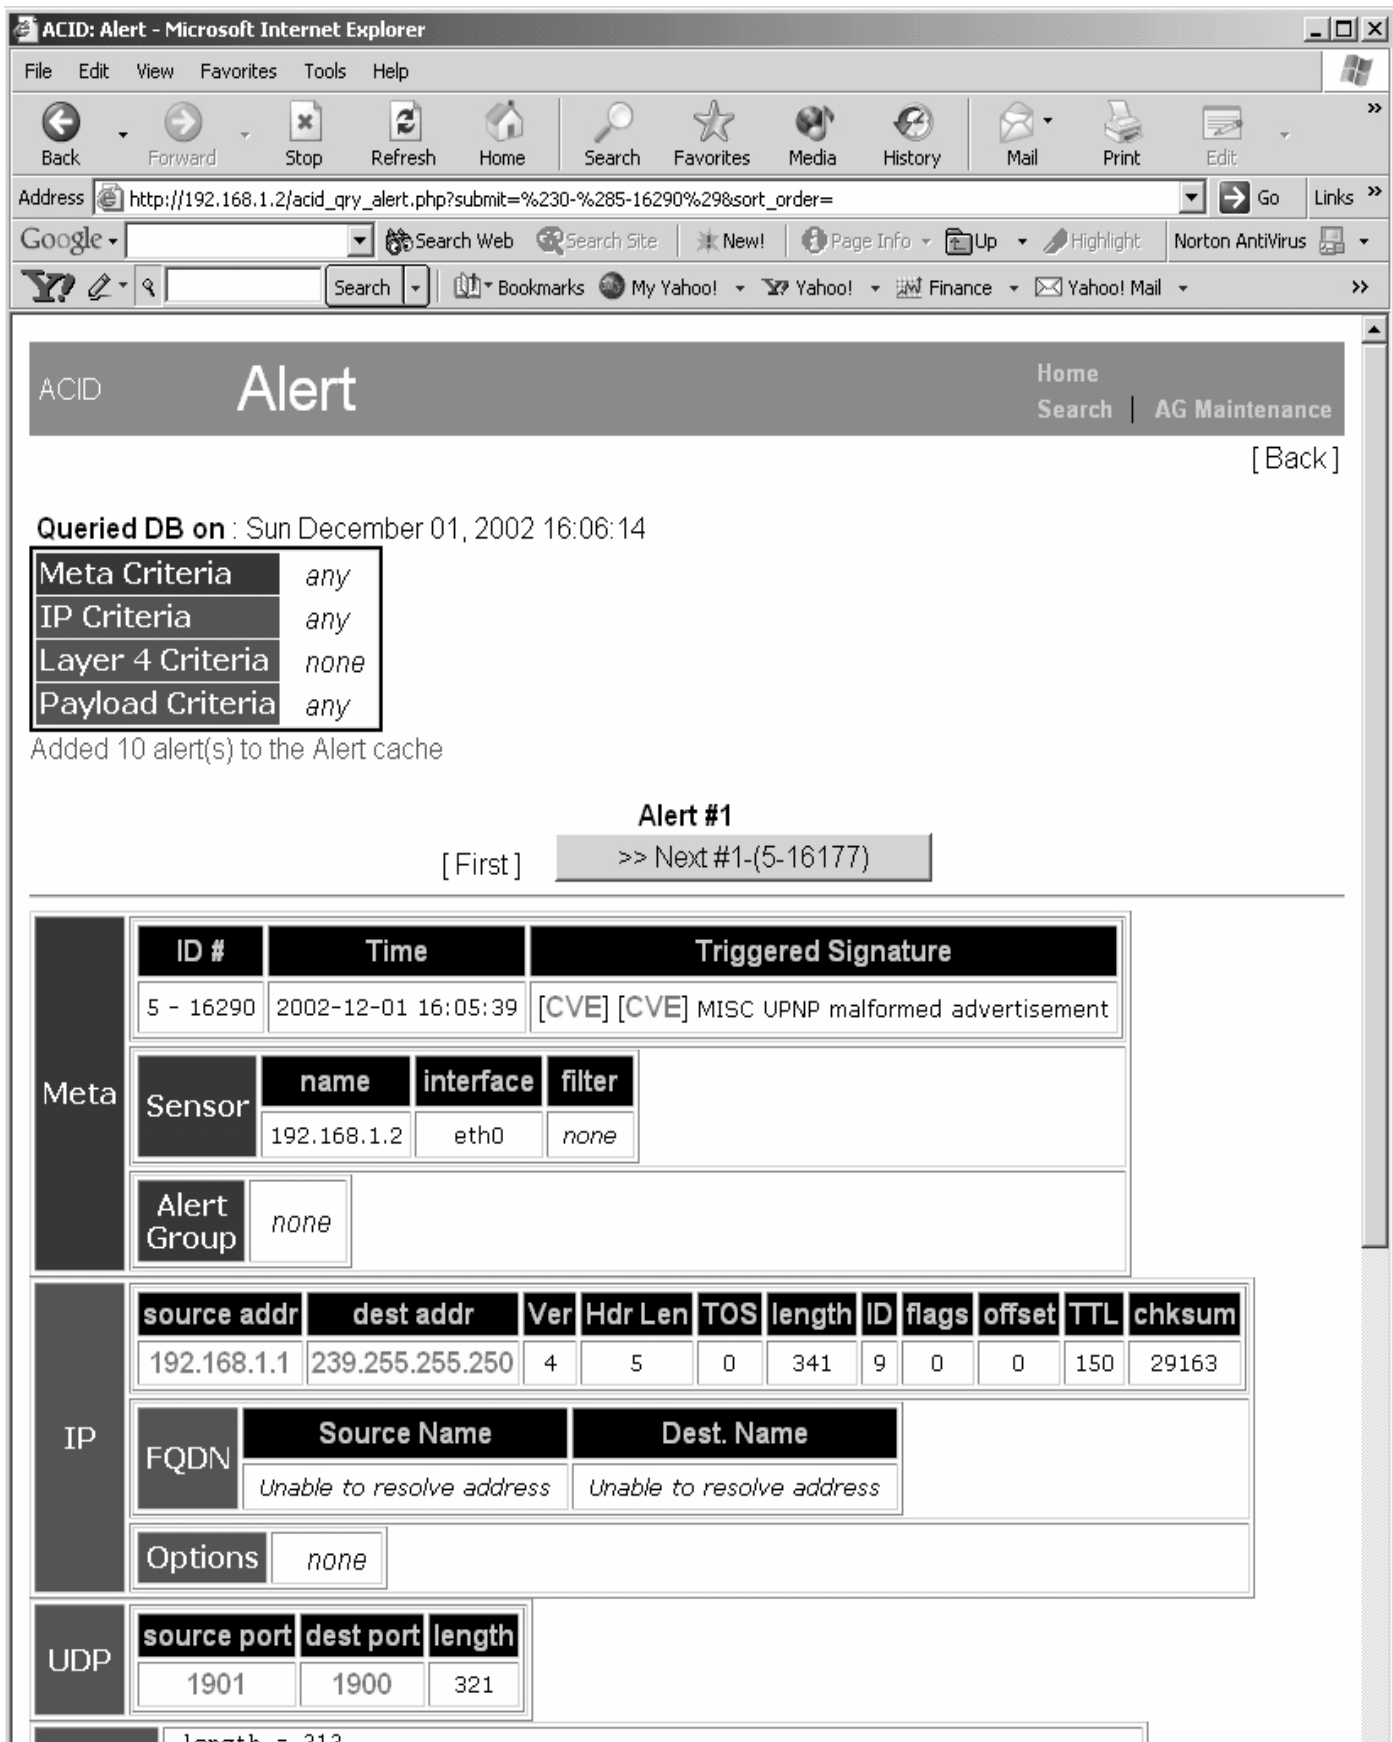 ACID: Alert - Microsoft Internet Explorer
File Edit View Favorites Tools Help
Back Forward Stop Refresh Home Search Favorites Media History Mail Print Edit »
Address http://192.168.1.2/acid_qry_alert.php?submit=%230-%285-16290%29&sort_order= Go Links »
Google Search Web Search Site New! Page Info Up Highlight Norton AntiVirus
Y! Search Bookmarks My Yahoo! Y! Yahoo! Finance Yahoo! Mail »
ACID Alert Home
Search | AG Maintenance
[ Back ]
Queried DB on : Sun December 01, 2002 16:06:14
Meta Criteria any
IP Criteria any
Layer 4 Criteria none
Payload Criteria any
Added 10 alert(s) to the Alert cache
Alert #1
[ First ] >> Next #1-(5-16177)
Meta
ID # Time Triggered Signature
5 - 16290 2002-12-01 16:05:39 [CVE] [CVE] MISC UPNP malformed advertisement
Sensor
name interface filter
192.168.1.2 eth0 none
Alert
Group none
IP
source addr dest addr Ver Hdr Len TOS length ID flags offset TTL chksum
192.168.1.1 239.255.255.250 4 5 0 341 9 0 0 150 29163
FQDN
Source Name Dest. Name
Unable to resolve address Unable to resolve address
Options none
UDP
source port dest port length
1901 1900 321
length = 313